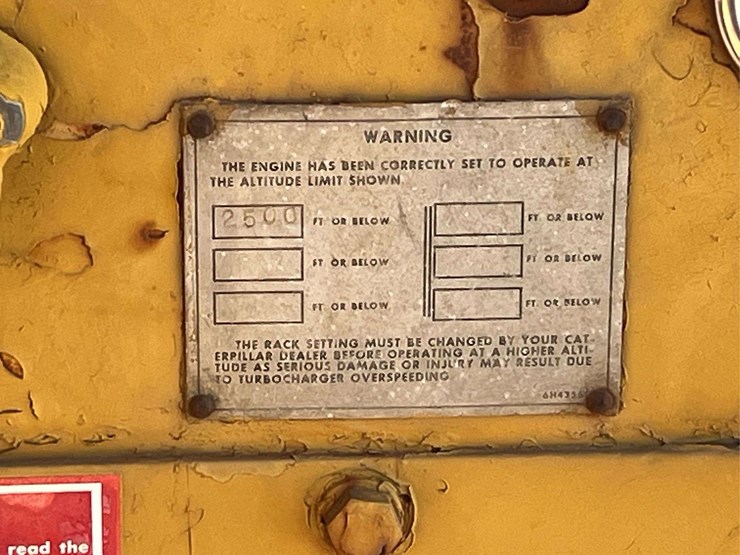 WARNING
THE ENGINE HAS BEEN CORRECTLY SET TO OPERATE AT
THE ALTITUDE LIMIT SHOWN
2500 FT OR BELOW FT OR BELOW
FT OR BELOW FT OR BELOW
FT OR BELOW FT OR BELOW
THE RACK SETTING MUST BE CHANGED BY YOUR CAT-
ERPILLAR DEALER BEFORE OPERATING AT A HIGHER ALTI-
TUDE AS SERIOUS DAMAGE OR INJURY MAY RESULT DUE
TO TURBOCHARGER OVERSPEEDING
read the